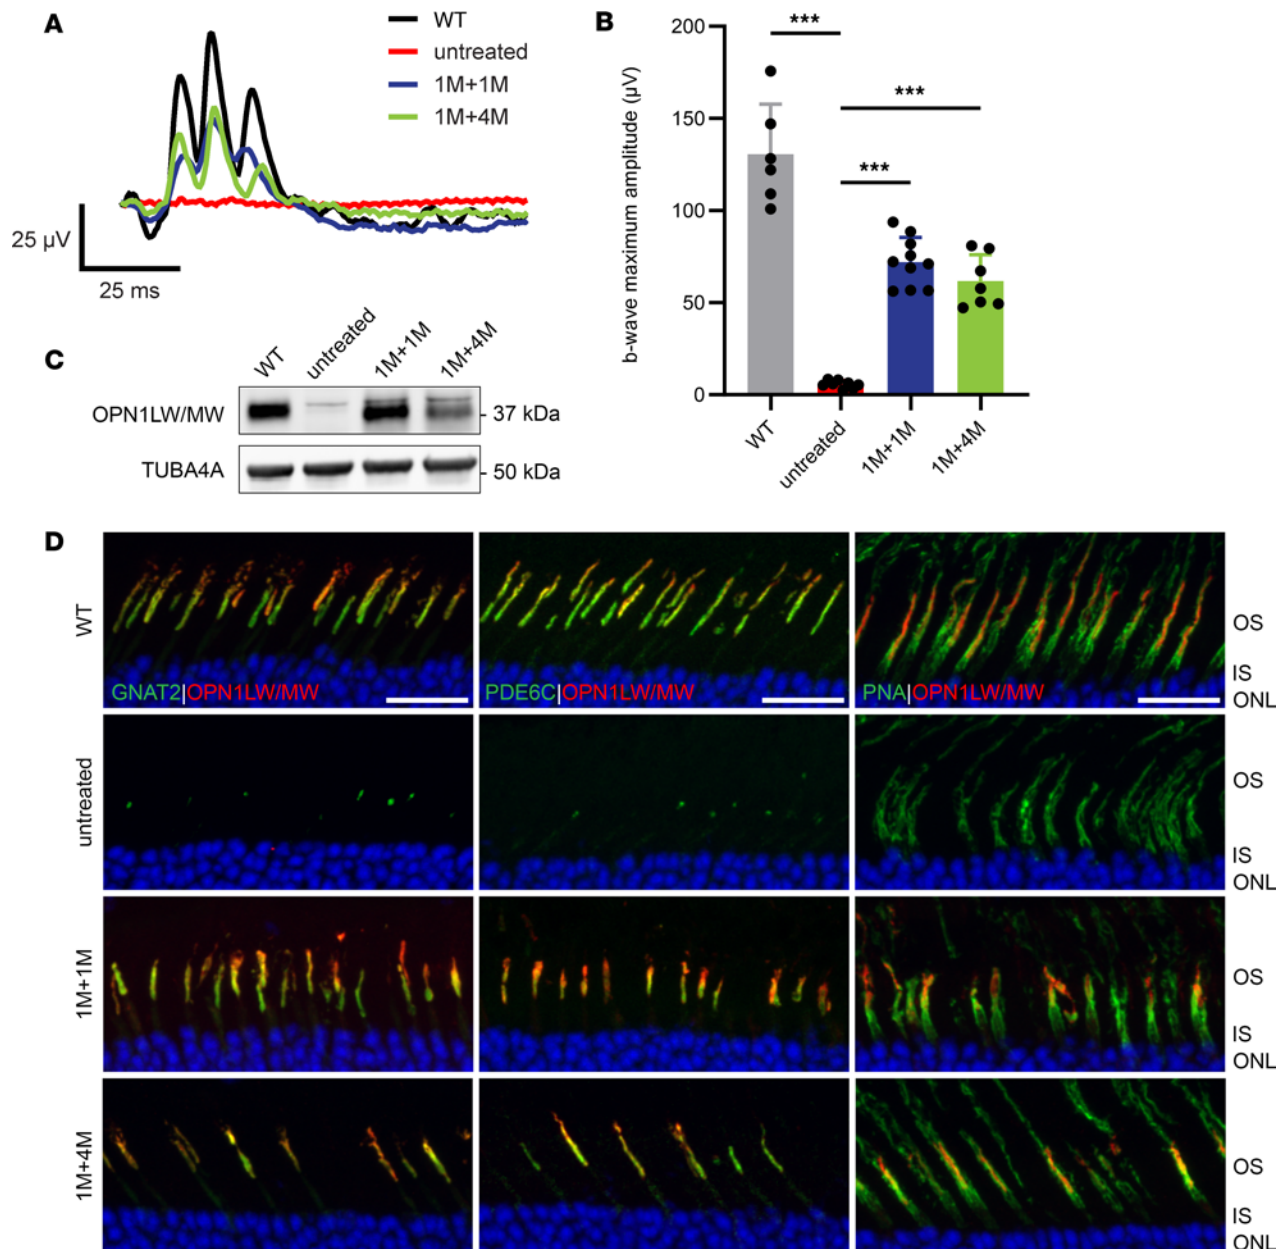 A
WT
untreated
1M+1M
1M+4M
25 µV
25 ms
B
b-wave maximum amplitude (µV)
200
150
100
50
0
***
***
***
WT
untreated
1M+1M
1M+4M
C
WT
untreated
1M+1M
1M+4M
OPN1LW/MW
- 37 kDa
TUBA4A
- 50 kDa
D
WT
GNAT2|OPN1LW/MW
PDE6C|OPN1LW/MW
PNA|OPN1LW/MW
OS
IS
ONL
untreated
OS
IS
ONL
1M+1M
OS
IS
ONL
1M+4M
OS
IS
ONL